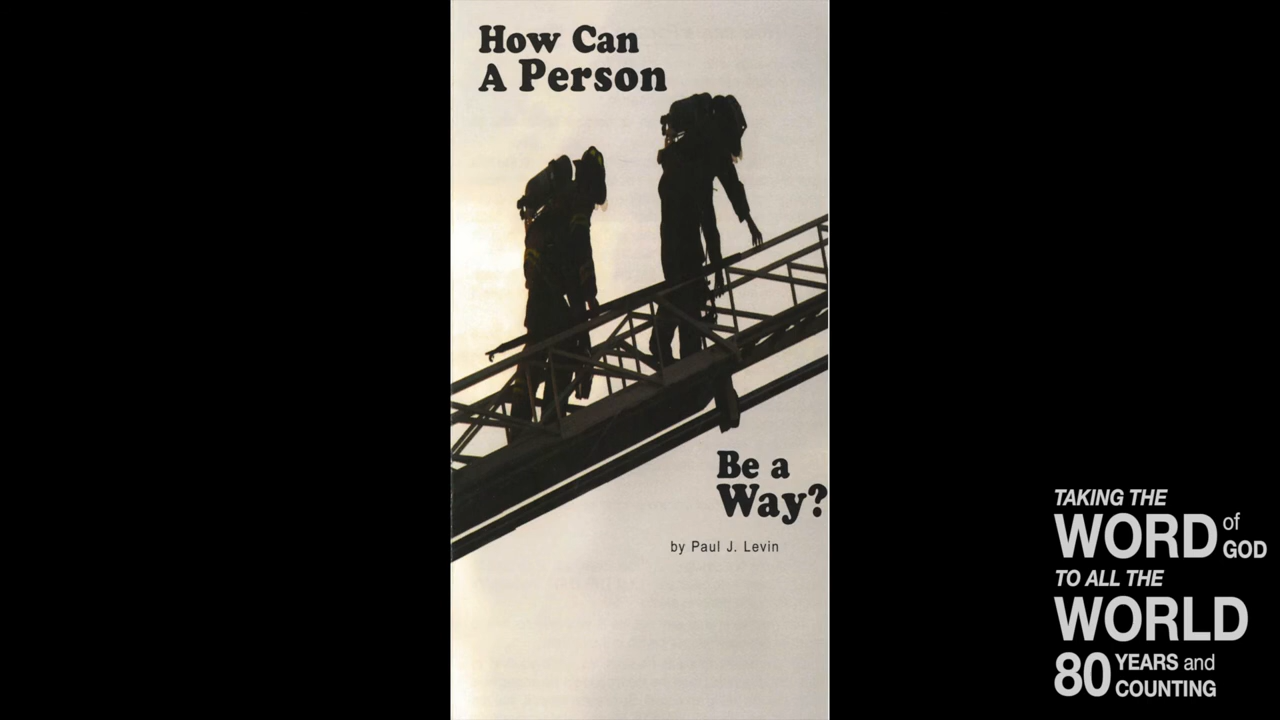 How Can
A Person
Be a
Way?
by Paul J. Levin
TAKING THE
WORD of
GOD
TO ALL THE
WORLD
80 YEARS and
COUNTING